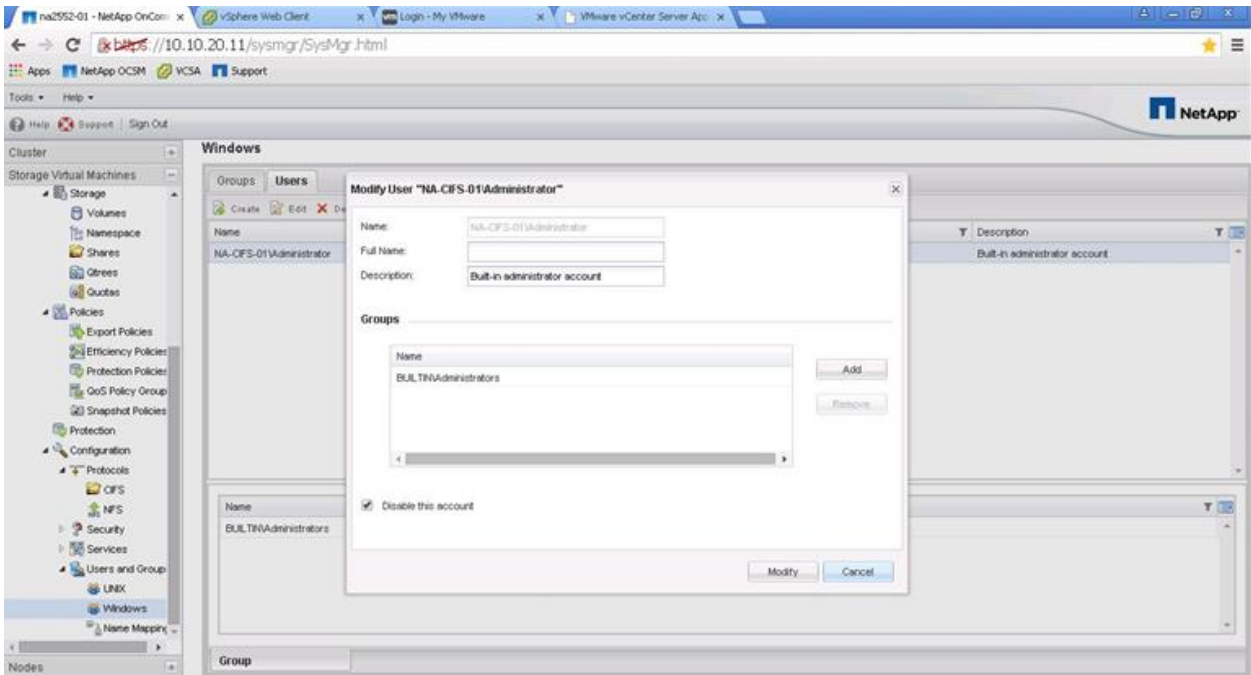 na2552-01 - NetApp OnCom
vSphere Web Client
Login - My VMware
VMware vCenter Server App
https://10.10.20.11/sysmgr/SysMgr.html
Apps NetApp OCSM VCSA Support
Tools Help
Help Support Sign Out
NetApp
Cluster
Storage Virtual Machines
Storage
Volumes
Namespace
Shares
Qtrees
Quotas
Policies
Export Policies
Efficiency Policies
Protection Policies
QoS Policy Group
Snapshot Policies
Protection
Configuration
Protocols
CIFS
NFS
Security
Services
Users and Group
UNIX
Windows
Name Mapping
Nodes
Windows
Groups Users
Create Edit De
Name
Description
NA-CIFS-01\Administrator
Built-in administrator account
Modify User "NA-CIFS-01\Administrator"
Name: NA-CIFS-01\Administrator
Full Name:
Description: Built-in administrator account
Groups
Name
BUILTIN\Administrators
Add
Remove
Disable this account
Modify Cancel
Name
BUILTIN\Administrators
Group